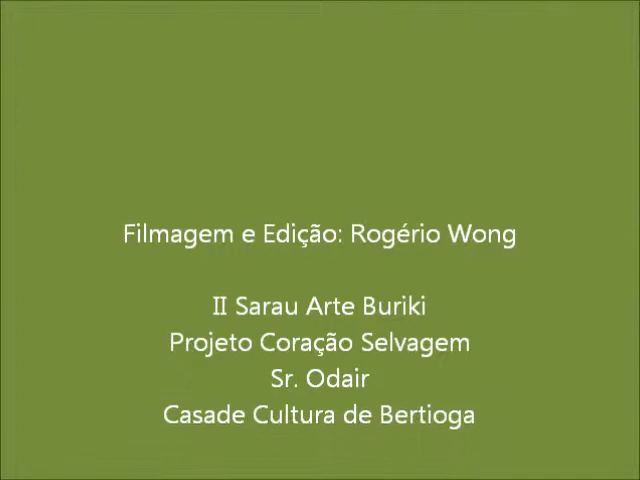 Filmagem e Edição: Rogério Wong
II Sarau Arte Buriki
Projeto Coração Selvagem
Sr. Odair
Casade Cultura de Bertioga